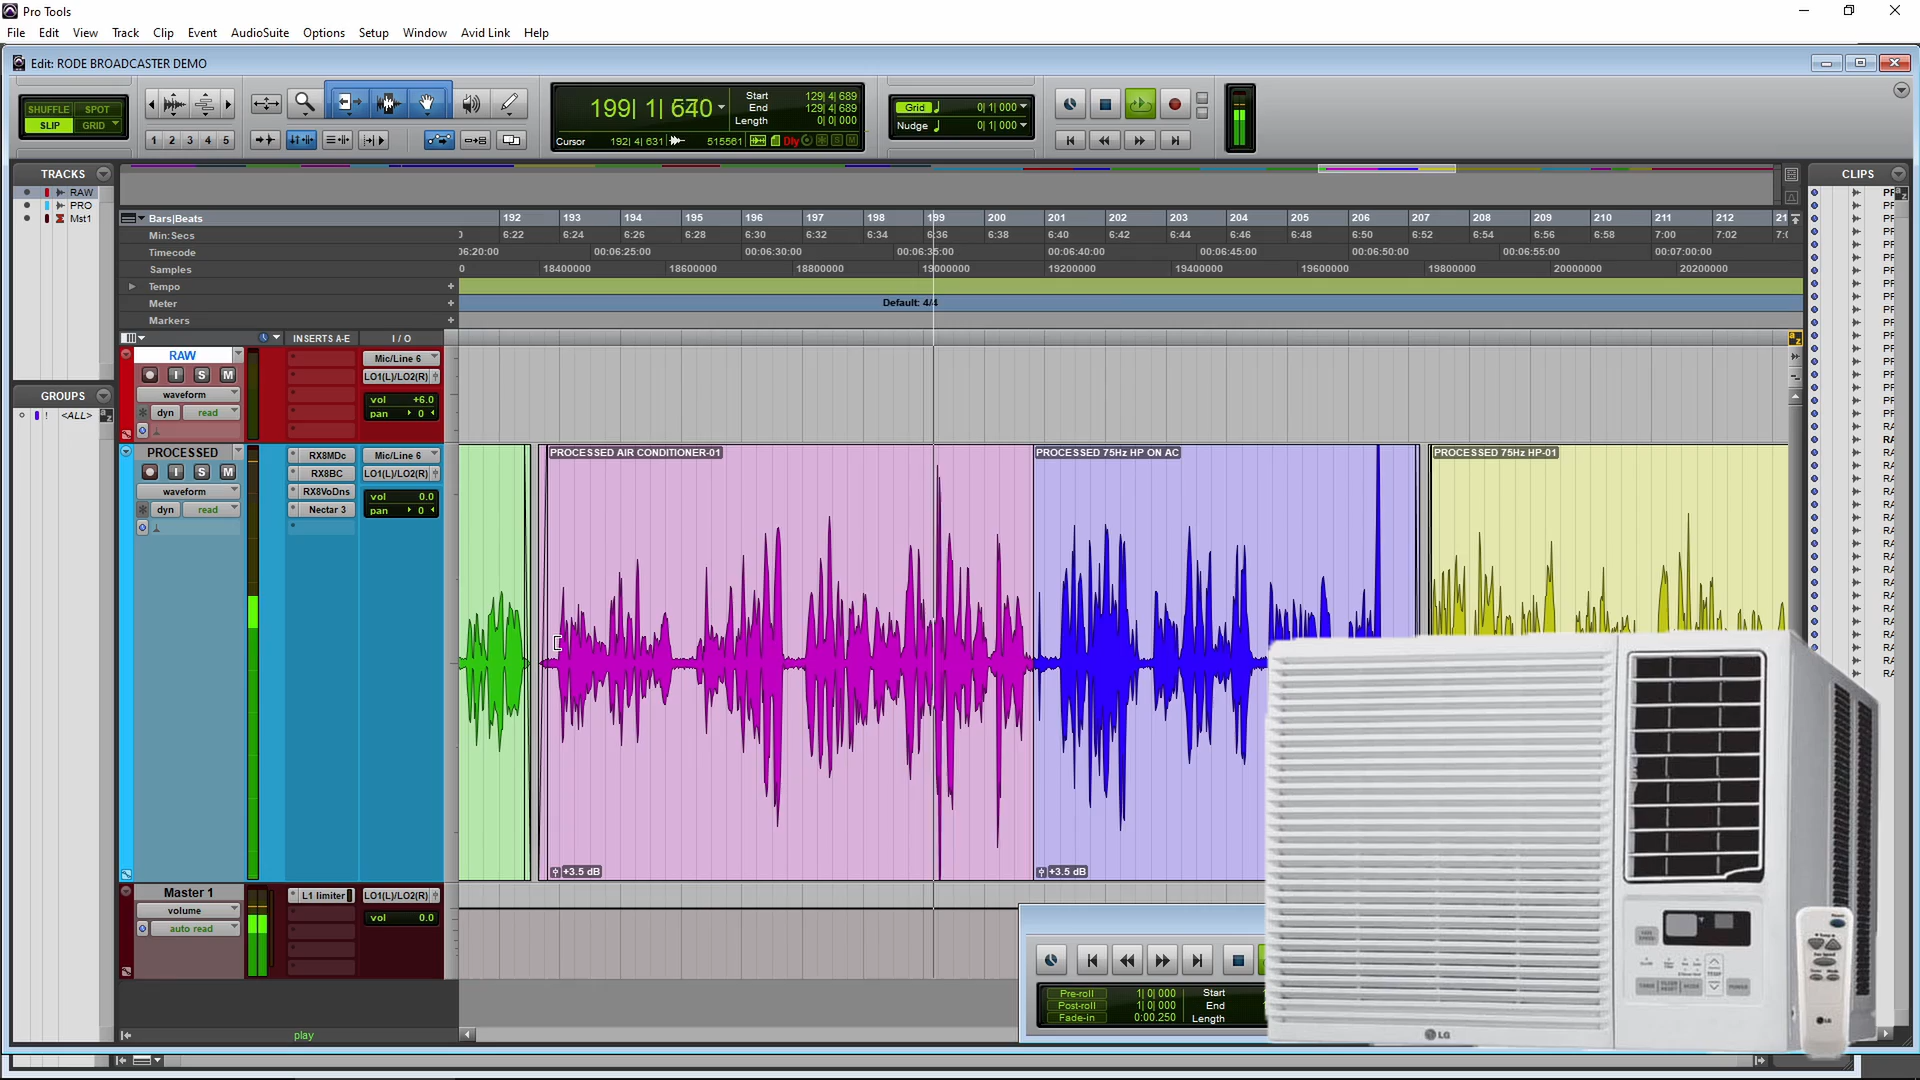 Pro Tools
File Edit View Track Clip Event AudioSuite Options Setup Window Avid Link Help
Edit: RODE BROADCASTER DEMO
SHUFFLE SPOT
SLIP GRID
1 2 3 4 5
199| 1| 640
Start 129| 4| 689
End 129| 4| 689
Length 0| 0| 000
Cursor 192| 4| 631 515561 Dly S M
Grid 0| 1| 000
Nudge 0| 1| 000
TRACKS
RAW
PRO
Mst1
GROUPS
! <ALL>
CLIPS
Bars|Beats 192 193 194 195 196 197 198 199 200 201 202 203 204 205 206 207 208 209 210 211 212 21
Min:Secs 6:22 6:24 6:26 6:28 6:30 6:32 6:34 6:36 6:38 6:40 6:42 6:44 6:46 6:48 6:50 6:52 6:54 6:56 6:58 7:00 7:02 7:0
Timecode 06:20:00 00:06:25:00 00:06:30:00 00:06:35:00 00:06:40:00 00:06:45:00 00:06:50:00 00:06:55:00 00:07:00:00
Samples 0 18400000 18600000 18800000 19000000 19200000 19400000 19600000 19800000 20000000 20200000
Tempo
Meter Default: 4/4
Markers
INSERTS A-E I / O
RAW
I S M
waveform
dyn read
Mic/Line 6
LO1(L)/LO2(R)
vol +6.0
pan 0
PROCESSED
I S M
waveform
dyn read
RX8MDc
RX8BC
RX8VoDns
Nectar 3
Mic/Line 6
LO1(L)/LO2(R)
vol 0.0
pan 0
PROCESSED AIR CONDITIONER-01
PROCESSED 75Hz HP ON AC
PROCESSED 75Hz HP-01
+3.5 dB
+3.5 dB
Master 1
volume
auto read
L1 limiter
LO1(L)/LO2(R)
vol 0.0
play
Pre-roll 1| 0| 000 Start
Post-roll 1| 0| 000 End
Fade-in 0:00.250 Length
LG
TEMP
MODE
POWER
LG